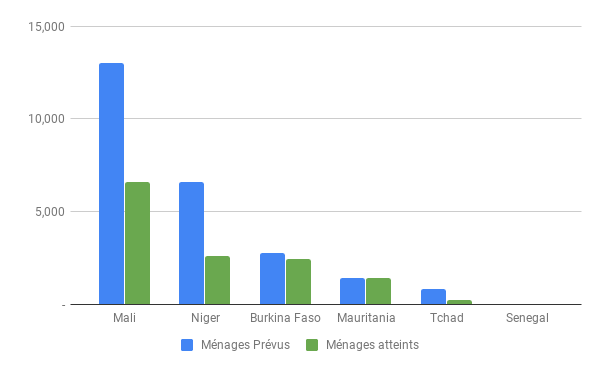 15,000
10,000
5,000
-
Mali Niger Burkina Faso Mauritania Tchad Senegal
Ménages Prévus Ménages atteints